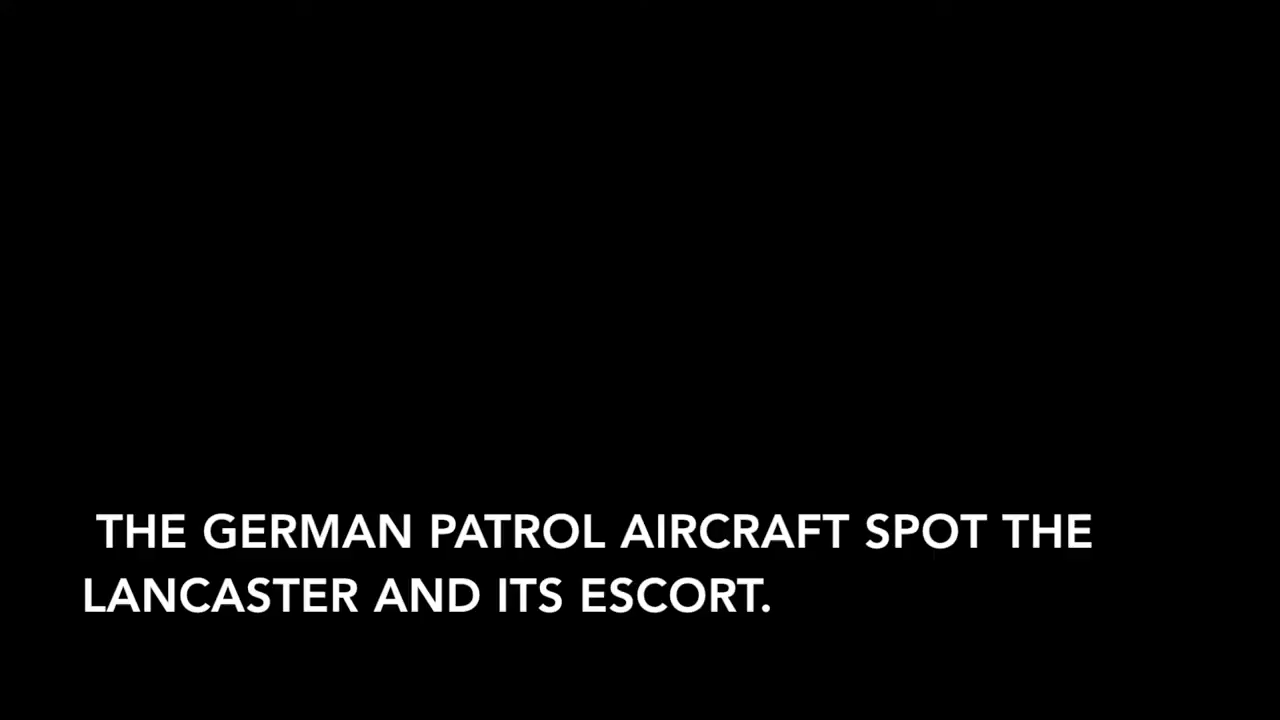 THE GERMAN PATROL AIRCRAFT SPOT THE
LANCASTER AND ITS ESCORT.